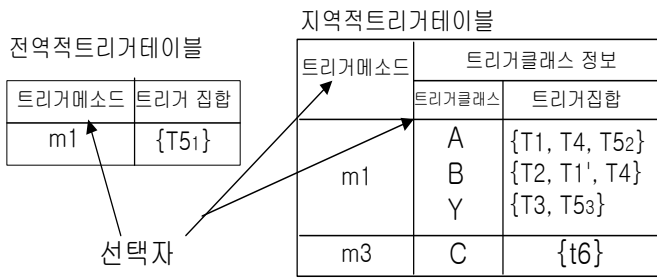 전역적트리거테이블
트리거메소드 트리거 집합
m1 {T5₁}
선택자
지역적트리거테이블
트리거메소드 트리거클래스 정보
트리거클래스 트리거집합
m1
A {T1, T4, T5₂}
B {T2, T1', T4}
Y {T3, T5₃}
m3 C {t6}